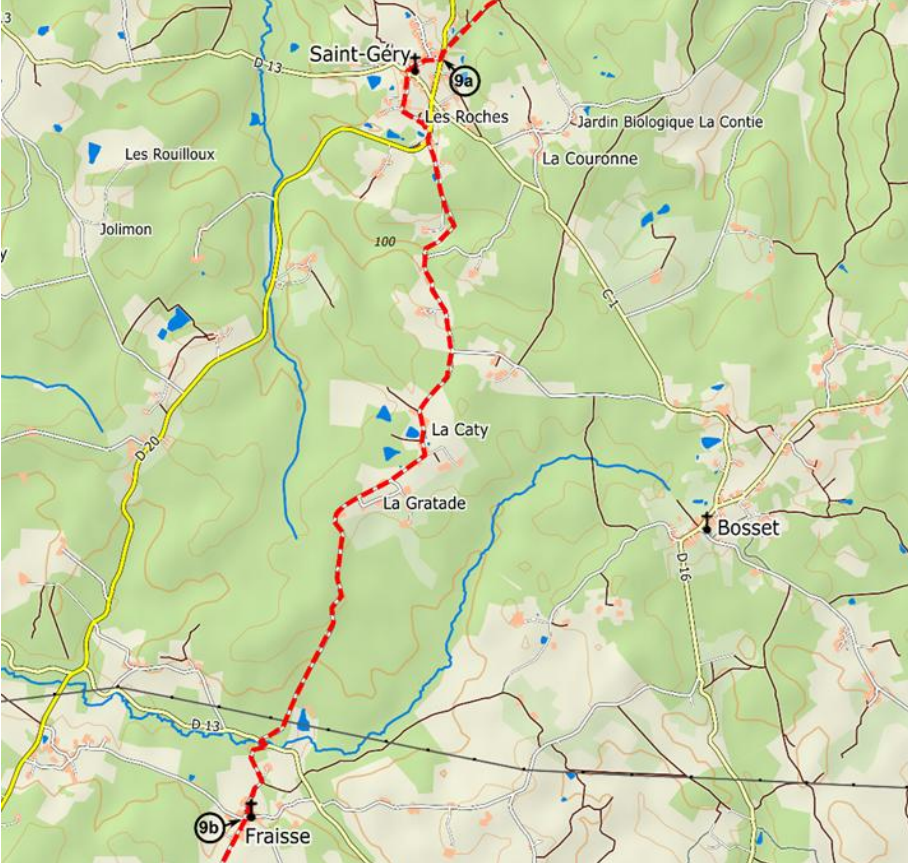 .3
Saint-Géry
D 13
9a
Les Roches
Jardin Biologique La Contie
Les Rouilloux
La Couronne
Jolimon
100
y
C 1
La Caty
D 20
La Gratade
Bosset
D 16
D 13
9b
Fraisse